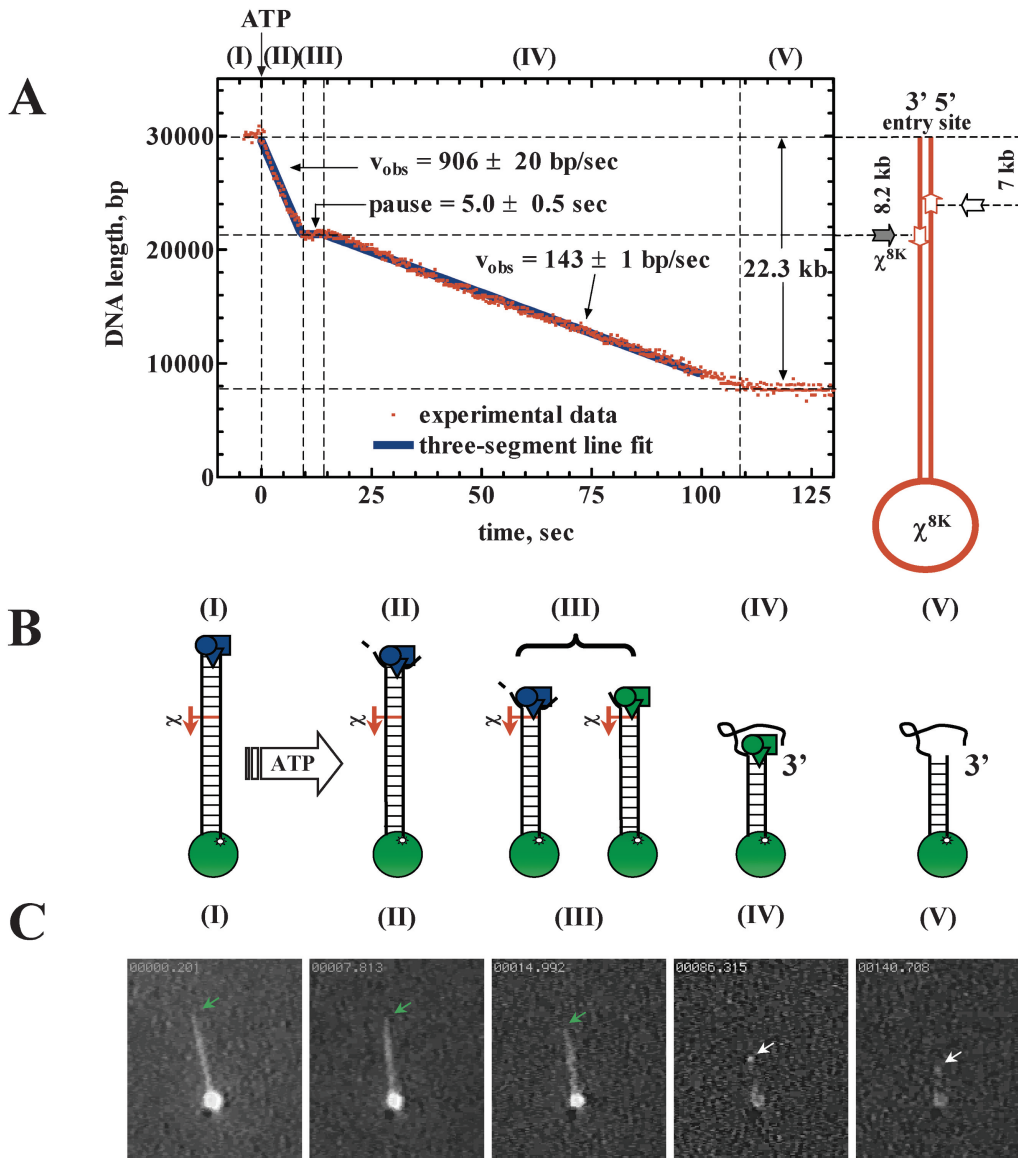 ATP
(I) (II) (III) (IV) (V)
A
DNA length, bp
30000
20000
10000
0
v_obs = 906 ± 20 bp/sec
pause = 5.0 ± 0.5 sec
v_obs = 143 ± 1 bp/sec
22.3 kb
experimental data
three-segment line fit
0 25 50 75 100 125
time, sec
3' 5'
entry site
8.2 kb
7 kb
χ8K
χ8K
B
(I) (II) (III) (IV) (V)
χ χ χ χ
ATP
3' 3'
C
(I) (II) (III) (IV) (V)
00000.201 00007.813 00014.992 00086.315 00140.708